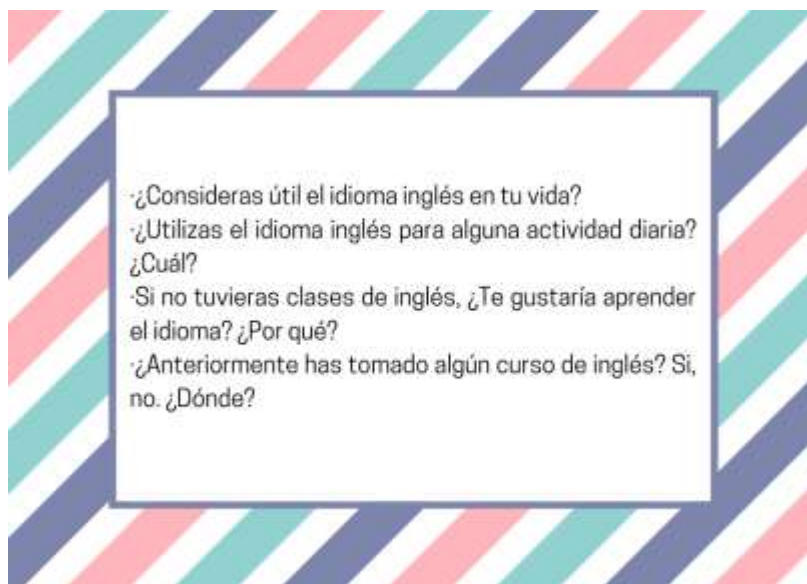 ·¿Consideras útil el idioma inglés en tu vida?
·¿Utilizas el idioma inglés para alguna actividad diaria?
¿Cuál?
·Si no tuvieras clases de inglés, ¿Te gustaría aprender
el idioma? ¿Por qué?
·¿Anteriormente has tomado algún curso de inglés? Si,
no. ¿Dónde?